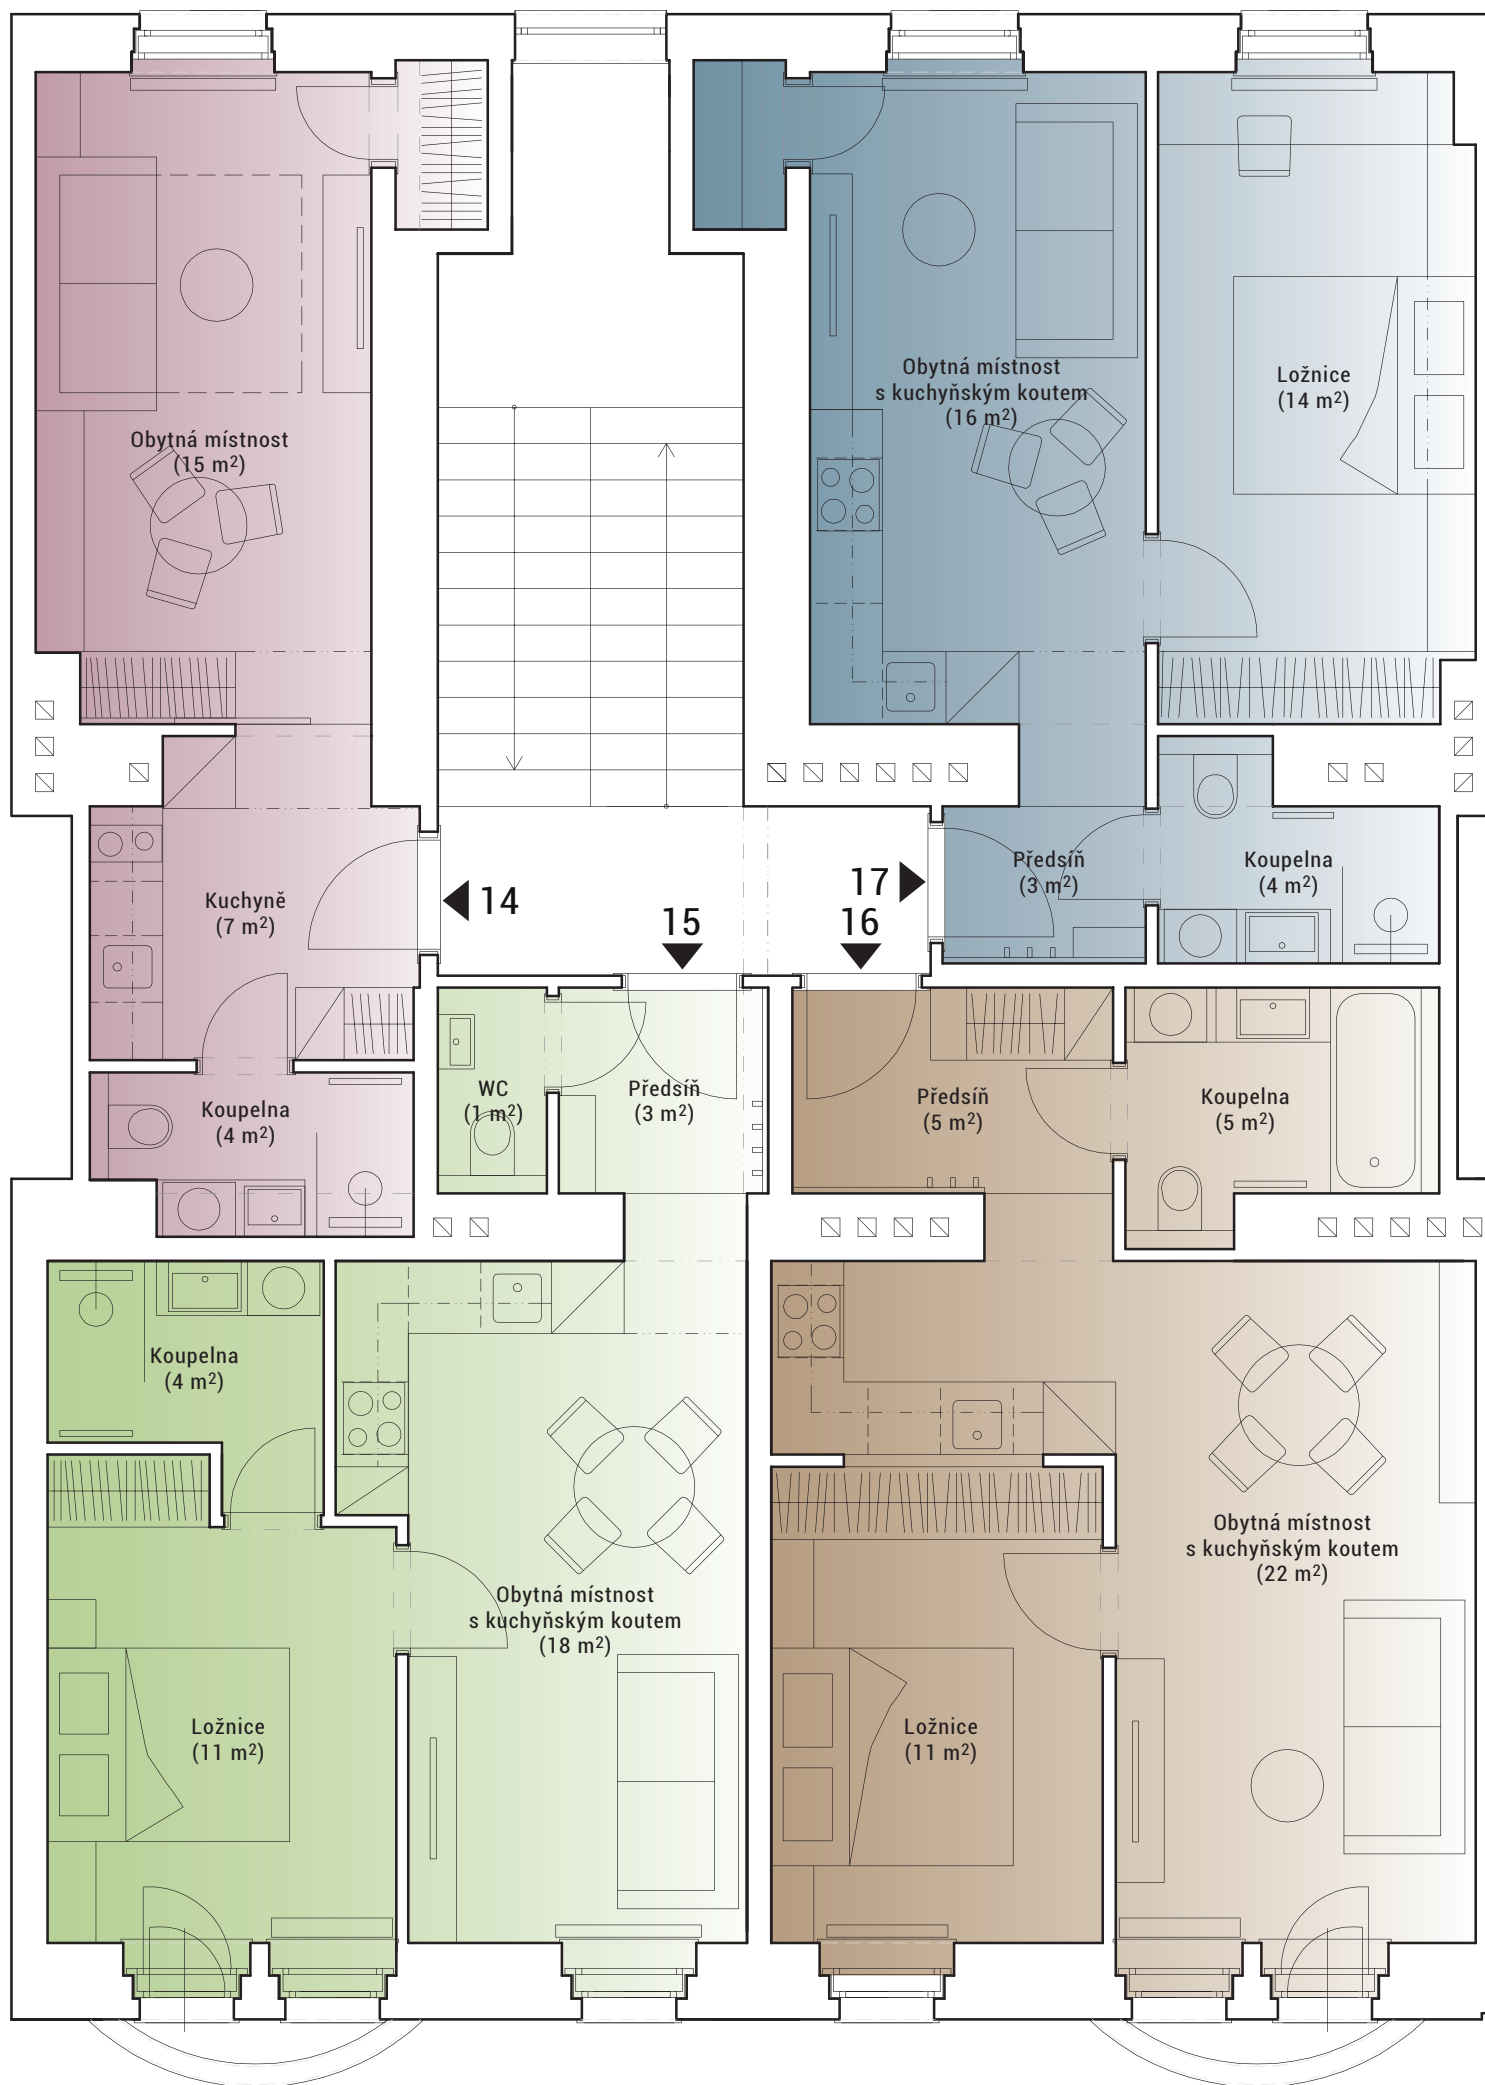 Obytná místnost
(15 m²)
Obytná místnost
s kuchyňským koutem
(16 m²)
Ložnice
(14 m²)
Kuchyně
(7 m²)
14
15
17
16
Předsíň
(3 m²)
Koupelna
(4 m²)
Koupelna
(4 m²)
WC
(1 m²)
Předsíň
(3 m²)
Předsíň
(5 m²)
Koupelna
(5 m²)
Koupelna
(4 m²)
Obytná místnost
s kuchyňským koutem
(18 m²)
Obytná místnost
s kuchyňským koutem
(22 m²)
Ložnice
(11 m²)
Ložnice
(11 m²)